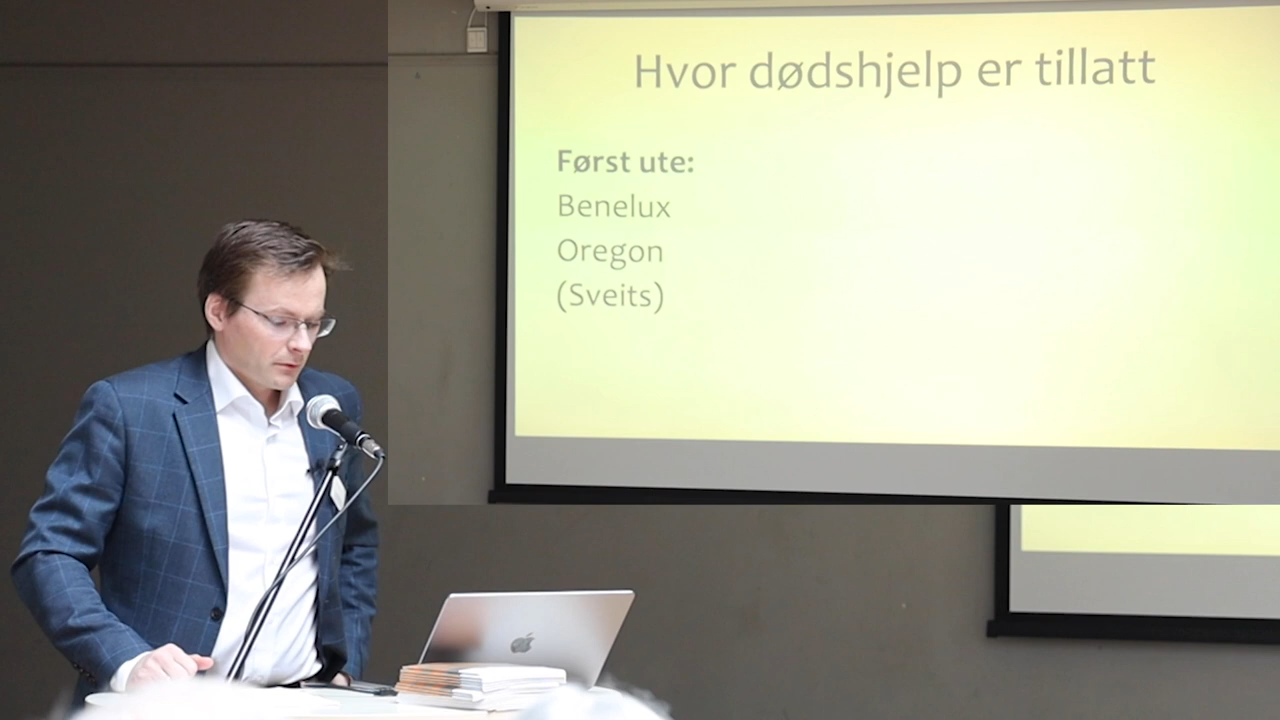 Hvor dødshjelp er tillatt
Først ute:
Benelux
Oregon
(Sveits)